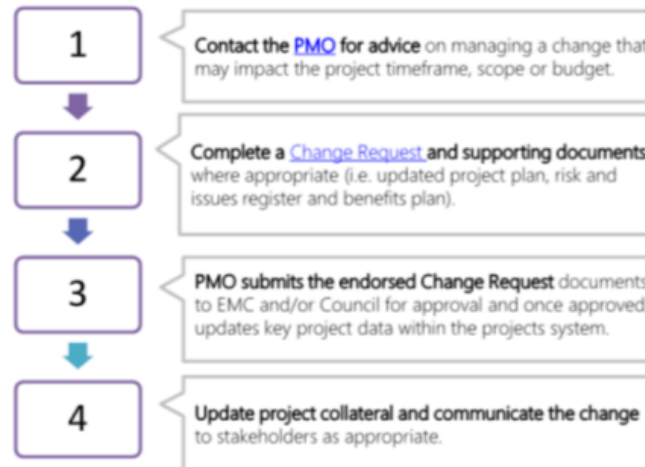 1
Contact the PMO for advice on managing a change that
may impact the project timeframe, scope or budget.
2
Complete a Change Request and supporting documents
where appropriate (i.e. updated project plan, risk and
issues register and benefits plan).
3
PMO submits the endorsed Change Request documents
to EMC and/or Council for approval and once approved
updates key project data within the projects system.
4
Update project collateral and communicate the change
to stakeholders as appropriate.